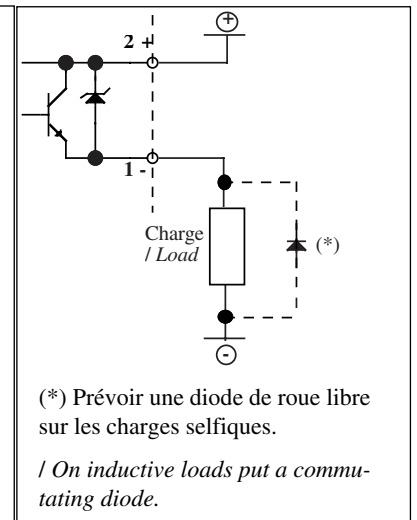 +
2 +
1 -
Charge
/ Load
(*)
-
(*) Prévoir une diode de roue libre
sur les charges selfiques.
/ On inductive loads put a commu-
tating diode.